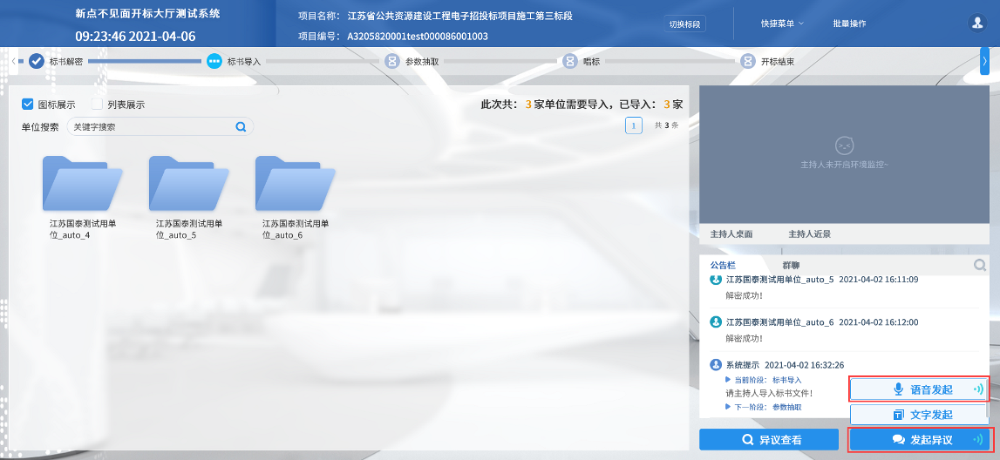 新点不见面开标大厅测试系统
09:23:46 2021-04-06
项目名称： 江苏省公共资源建设工程电子招投标项目施工第三标段
项目编号： A3205820001test000086001003
切换标段
快捷菜单
批量操作
标书解密
标书导入
参数抽取
唱标
开标结束
图标展示
列表展示
此次共： 3 家单位需要导入，已导入： 3 家
单位搜索
关键字搜索
1
共 3 条
江苏国泰测试用单
位_auto_4
江苏国泰测试用单
位_auto_5
江苏国泰测试用单
位_auto_6
主持人未开启环境监控~
主持人桌面
主持人近景
公告栏
群聊
江苏国泰测试用单位_auto_5 2021-04-02 16:11:09
解密成功！
江苏国泰测试用单位_auto_6 2021-04-02 16:12:00
解密成功！
系统提示 2021-04-02 16:32:26
当前阶段： 标书导入
请主持人导入标书文件！
下一阶段： 参数抽取
语音发起
文字发起
异议查看
发起异议